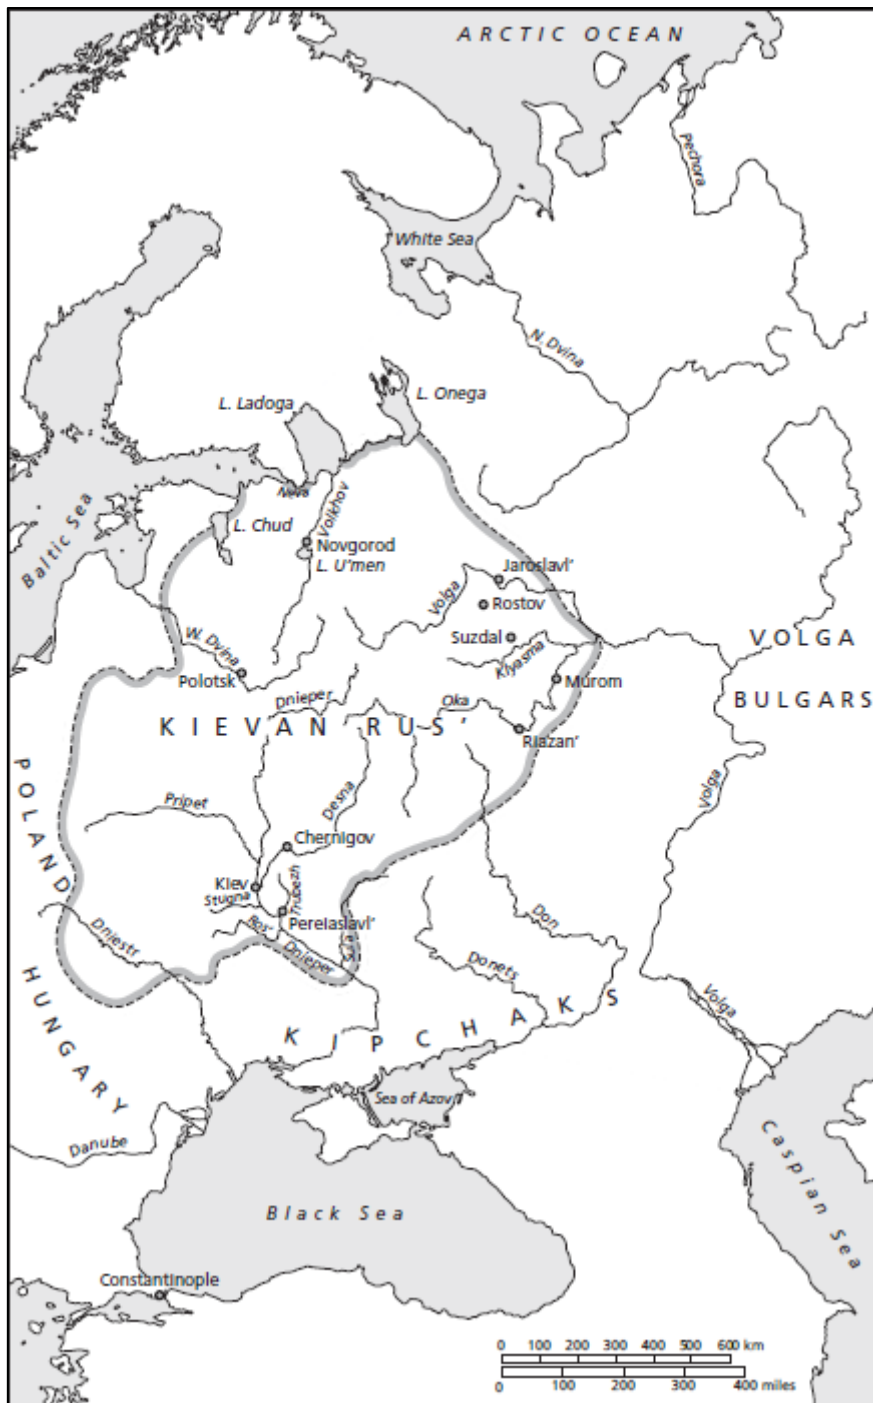 ARCTIC OCEAN
Pechora
White Sea
N. Dvina
L. Onega
L. Ladoga
Neva
Volkhov
L. Chud
Baltic Sea
Novgorod
L. U'men
Jaroslavl'
Volga
Rostov
Suzdal
Klyasma
W. Dvina
Polotsk
Murom
VOLGA
BULGARS
Dnieper
Oka
KIEVAN RUS'
Riazan'
POLAND
Pripet
Desna
Volga
Chernigov
Kiev
Stugna
Trubezh
Pereiaslavl'
Ros'
Dnieper
Dniestr
Don
Donets
Volga
HUNGARY
KIPCHAKS
Sea of Azov
Danube
Caspian Sea
Black Sea
Constantinople
0 100 200 300 400 500 600 km
0 100 200 300 400 miles